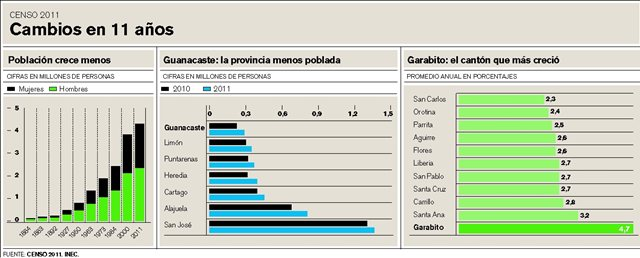 CENSO 2011
Cambios en 11 años
Población crece menos
CIFRAS EN MILLONES DE PERSONAS
Mujeres Hombres
5
4
3
2
1
0
1864 1883 1892 1927 1950 1963 1973 1984 2000 2011
Guanacaste: la provincia menos poblada
CIFRAS EN MILLONES DE PERSONAS
2010 2011
0 0,3 0,6 0,9 1,2 1,5
Guanacaste
Limón
Puntarenas
Heredia
Cartago
Alajuela
San José
Garabito: el cantón que más creció
PROMEDIO ANUAL EN PORCENTAJES
San Carlos 2,3
Orotina 2,4
Parrita 2,5
Aguirre 2,6
Flores 2,6
Liberia 2,7
San Pablo 2,7
Santa Cruz 2,7
Carrillo 2,8
Santa Ana 3,2
Garabito 4,7
FUENTE: CENSO 2011. INEC.